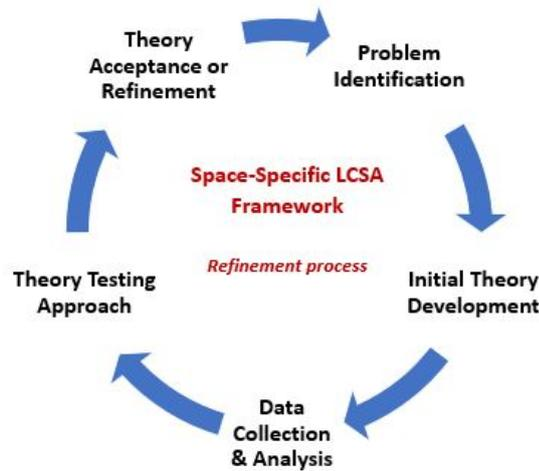 Theory
Acceptance or
Refinement
Problem
Identification
Space-Specific LCSA
Framework
Refinement process
Theory Testing
Approach
Initial Theory
Development
Data
Collection
& Analysis